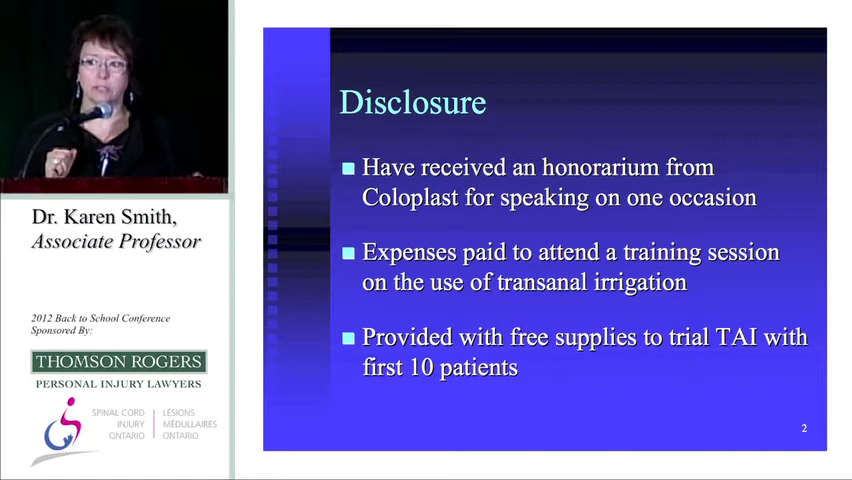 Disclosure
Have received an honorarium from
Coloplast for speaking on one occasion
Expenses paid to attend a training session
on the use of transanal irrigation
Provided with free supplies to trial TAI with
first 10 patients
2
Dr. Karen Smith,
Associate Professor
2012 Back to School Conference
Sponsored By:
THOMSON ROGERS
PERSONAL INJURY LAWYERS
SPINAL CORD
INJURY
ONTARIO
LÉSIONS
MÉDULLAIRES
ONTARIO